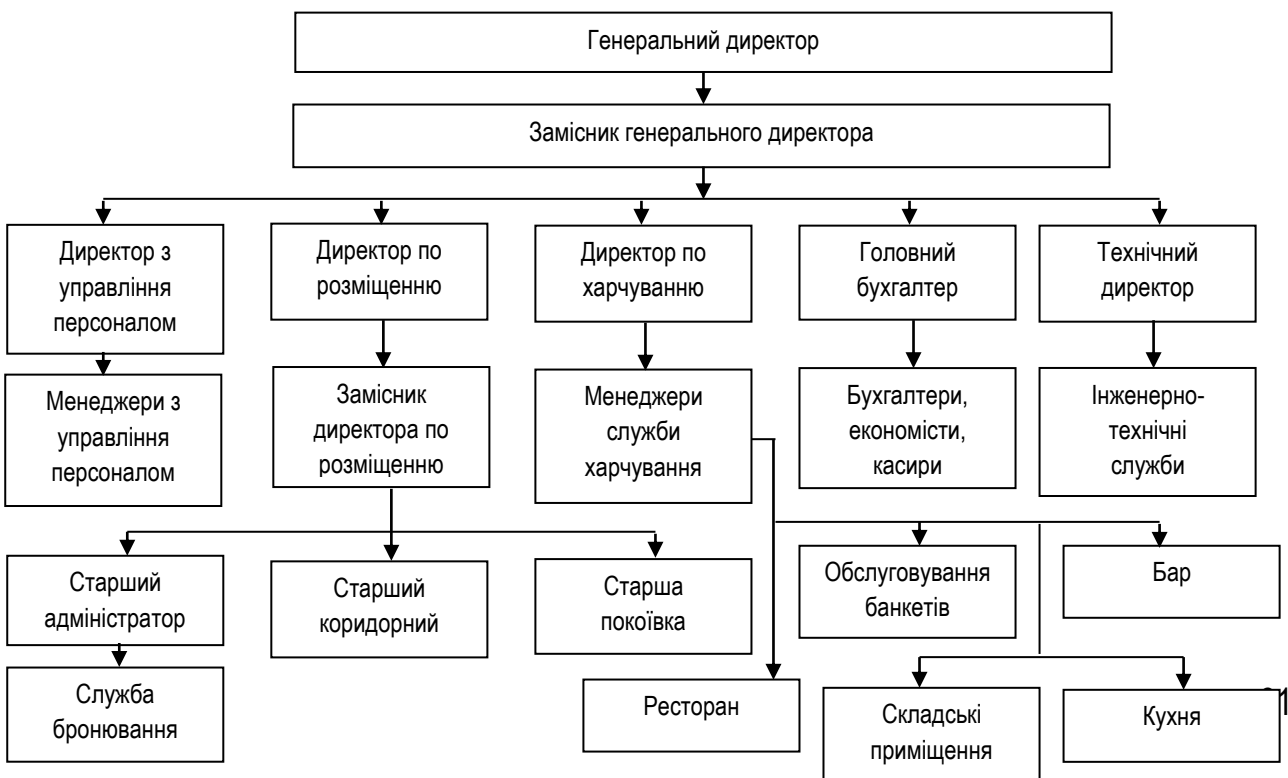 Генеральний директор
Замісник генерального директора
Директор з
управління
персоналом
Директор по
розміщенню
Директор по
харчуванню
Головний
бухгалтер
Технічний
директор
Менеджери з
управління
персоналом
Замісник
директора по
розміщенню
Менеджери
служби
харчування
Бухгалтери,
економісти,
касири
Інженерно-
технічні
служби
Старший
адміністратор
Старший
коридорний
Старша
покоївка
Обслуговування
банкетів
Бар
Служба
бронювання
Ресторан
Складські
приміщення
Кухня